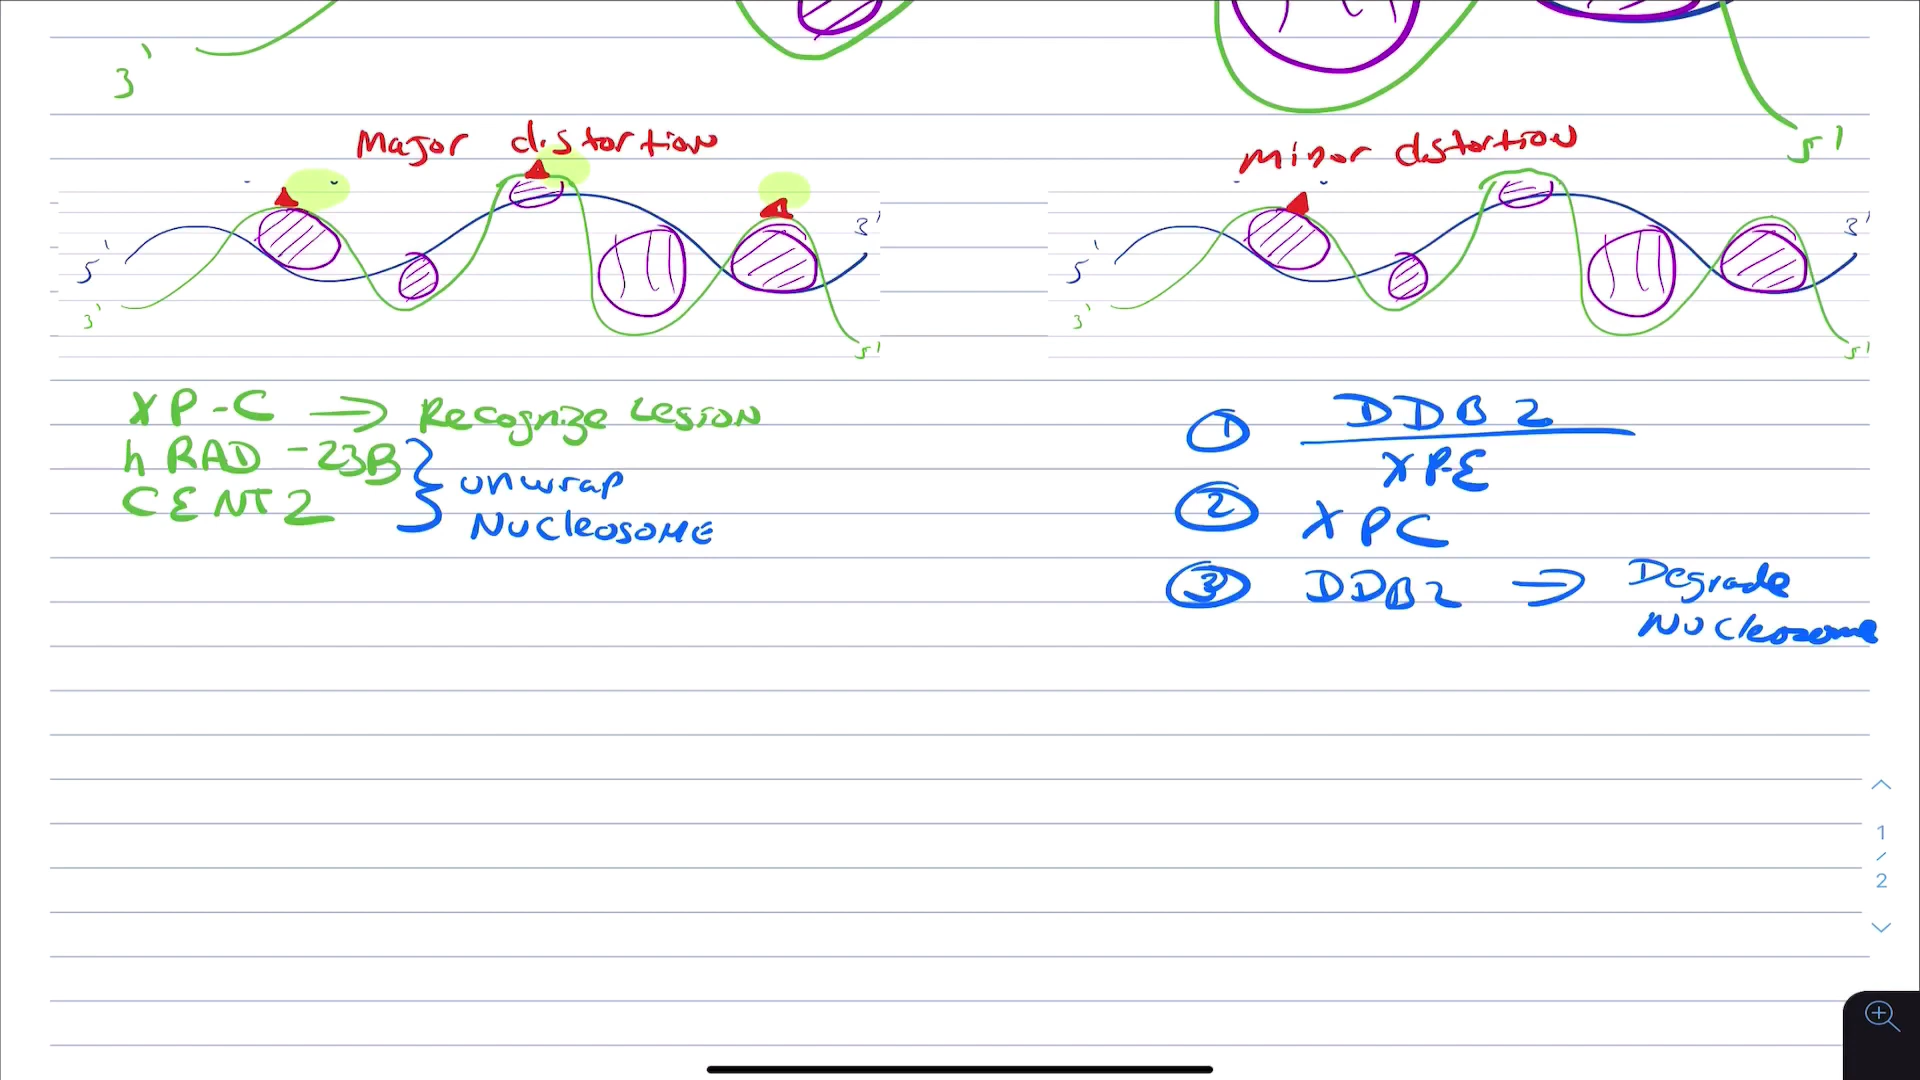 3'
5'
Major distortion
minor distortion
5'
3'
3'
5'
5'
3'
3'
5'
XP-C → Recognize Lesion
hRAD-23B
CENT2
unwrap
Nucleosome
1 DDB2
XP-E
2 XPC
3 DDB2 → Degrade
Nucleosome
1
/
2